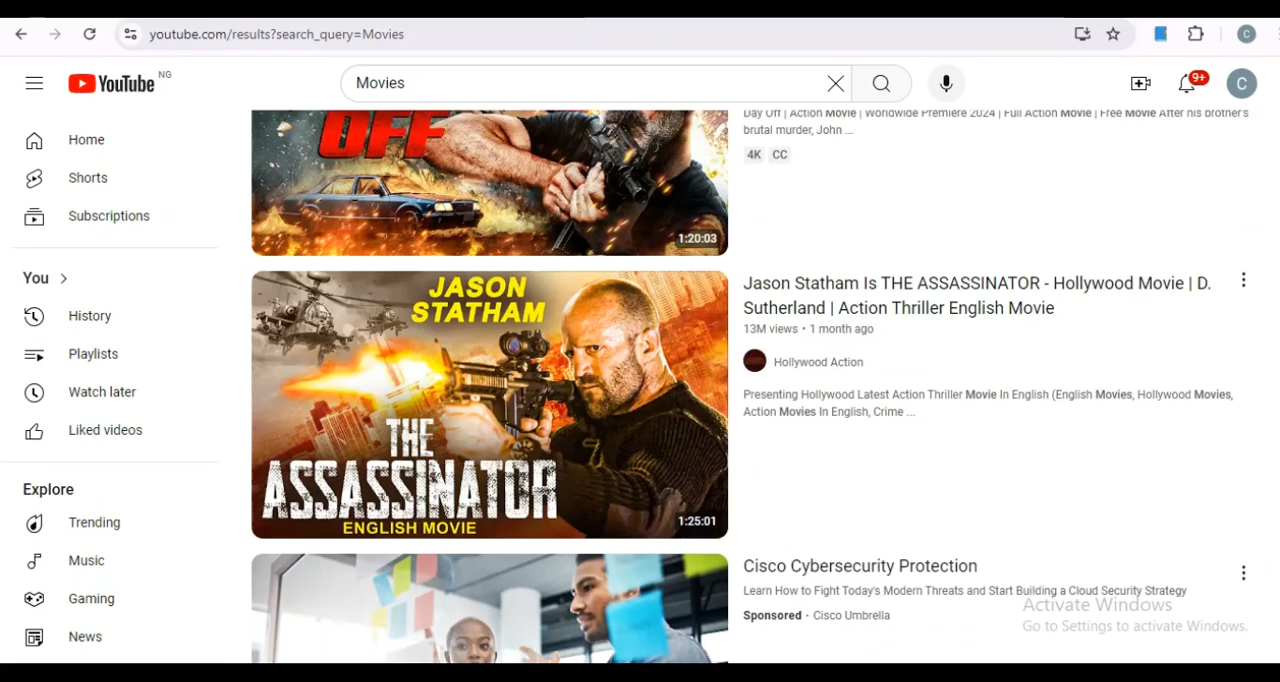 youtube.com/results?search_query=Movies
C
YouTube NG
Movies
9+
C
Home
Shorts
Subscriptions
You
History
Playlists
Watch later
Liked videos
Explore
Trending
Music
Gaming
News
OFF
1:20:03
Day Off | Action Movie | Worldwide Premiere 2024 | Full Action Movie | Free Movie After his brother's
brutal murder, John ...
4K CC
JASON
STATHAM
THE
ASSASSINATOR
ENGLISH MOVIE
1:25:01
Jason Statham Is THE ASSASSINATOR - Hollywood Movie | D.
Sutherland | Action Thriller English Movie
13M views • 1 month ago
Hollywood Action
Presenting Hollywood Latest Action Thriller Movie In English (English Movies, Hollywood Movies,
Action Movies In English, Crime ...
Cisco Cybersecurity Protection
Learn How to Fight Today's Modern Threats and Start Building a Cloud Security Strategy
Sponsored · Cisco Umbrella
Activate Windows
Go to Settings to activate Windows.